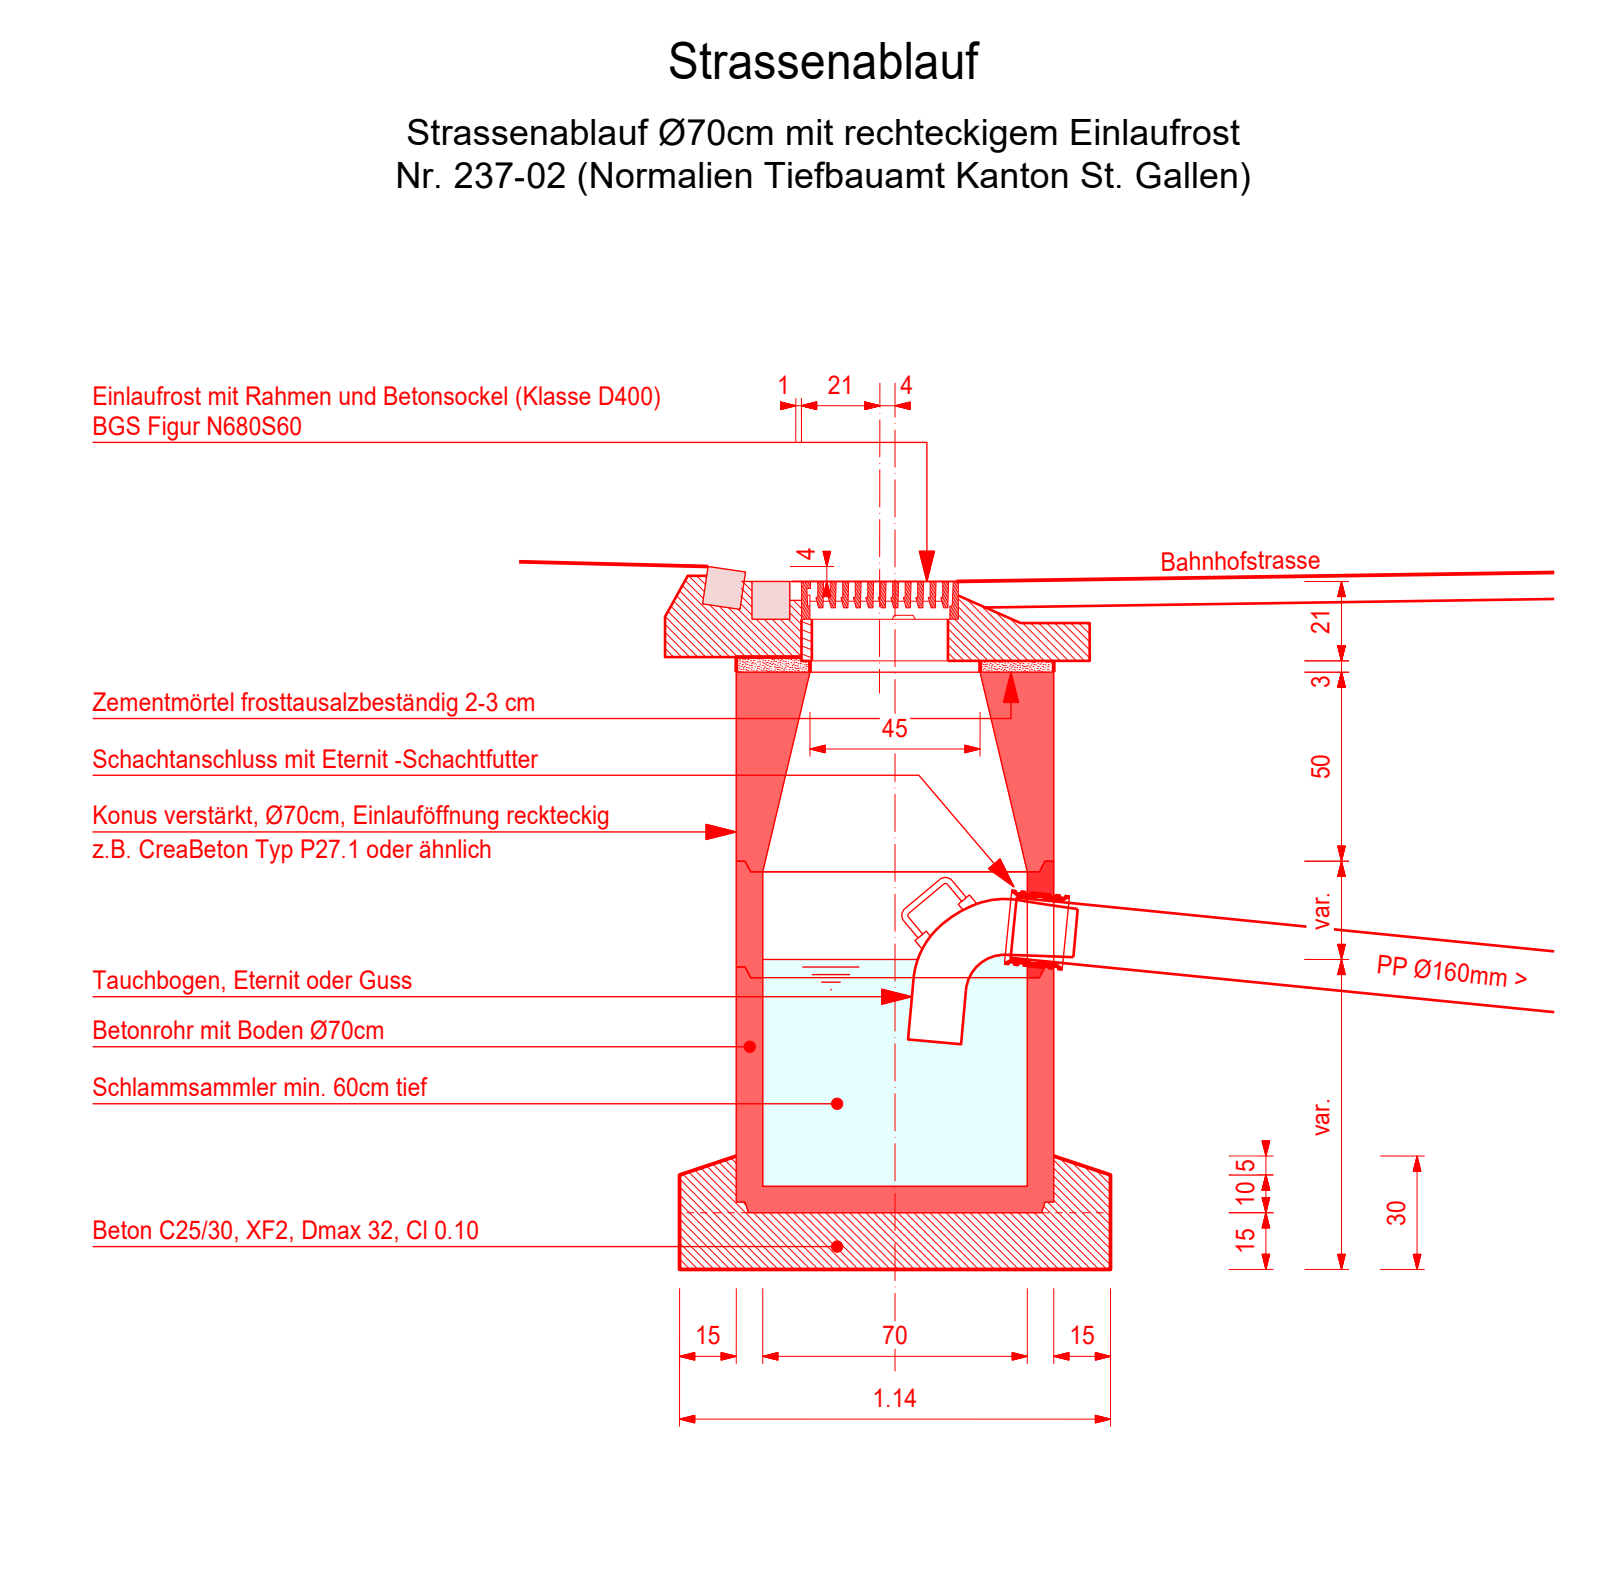 Strassenablauf
Strassenablauf Ø70cm mit rechteckigem Einlaufrost
Nr. 237-02 (Normalien Tiefbauamt Kanton St. Gallen)
1 21 4
Einlaufrost mit Rahmen und Betonsockel (Klasse D400)
BGS Figur N680S60
4
Bahnhofstrasse
21
3
Zementmörtel frosttausalzbeständig 2-3 cm
45
Schachtanschluss mit Eternit -Schachtfutter
50
Konus verstärkt, Ø70cm, Einlauföffnung reckteckig
z.B. CreaBeton Typ P27.1 oder ähnlich
var.
PP Ø160mm >
Tauchbogen, Eternit oder Guss
Betonrohr mit Boden Ø70cm
Schlammsammler min. 60cm tief
var.
5
10
30
15
Beton C25/30, XF2, Dmax 32, Cl 0.10
15 70 15
1.14